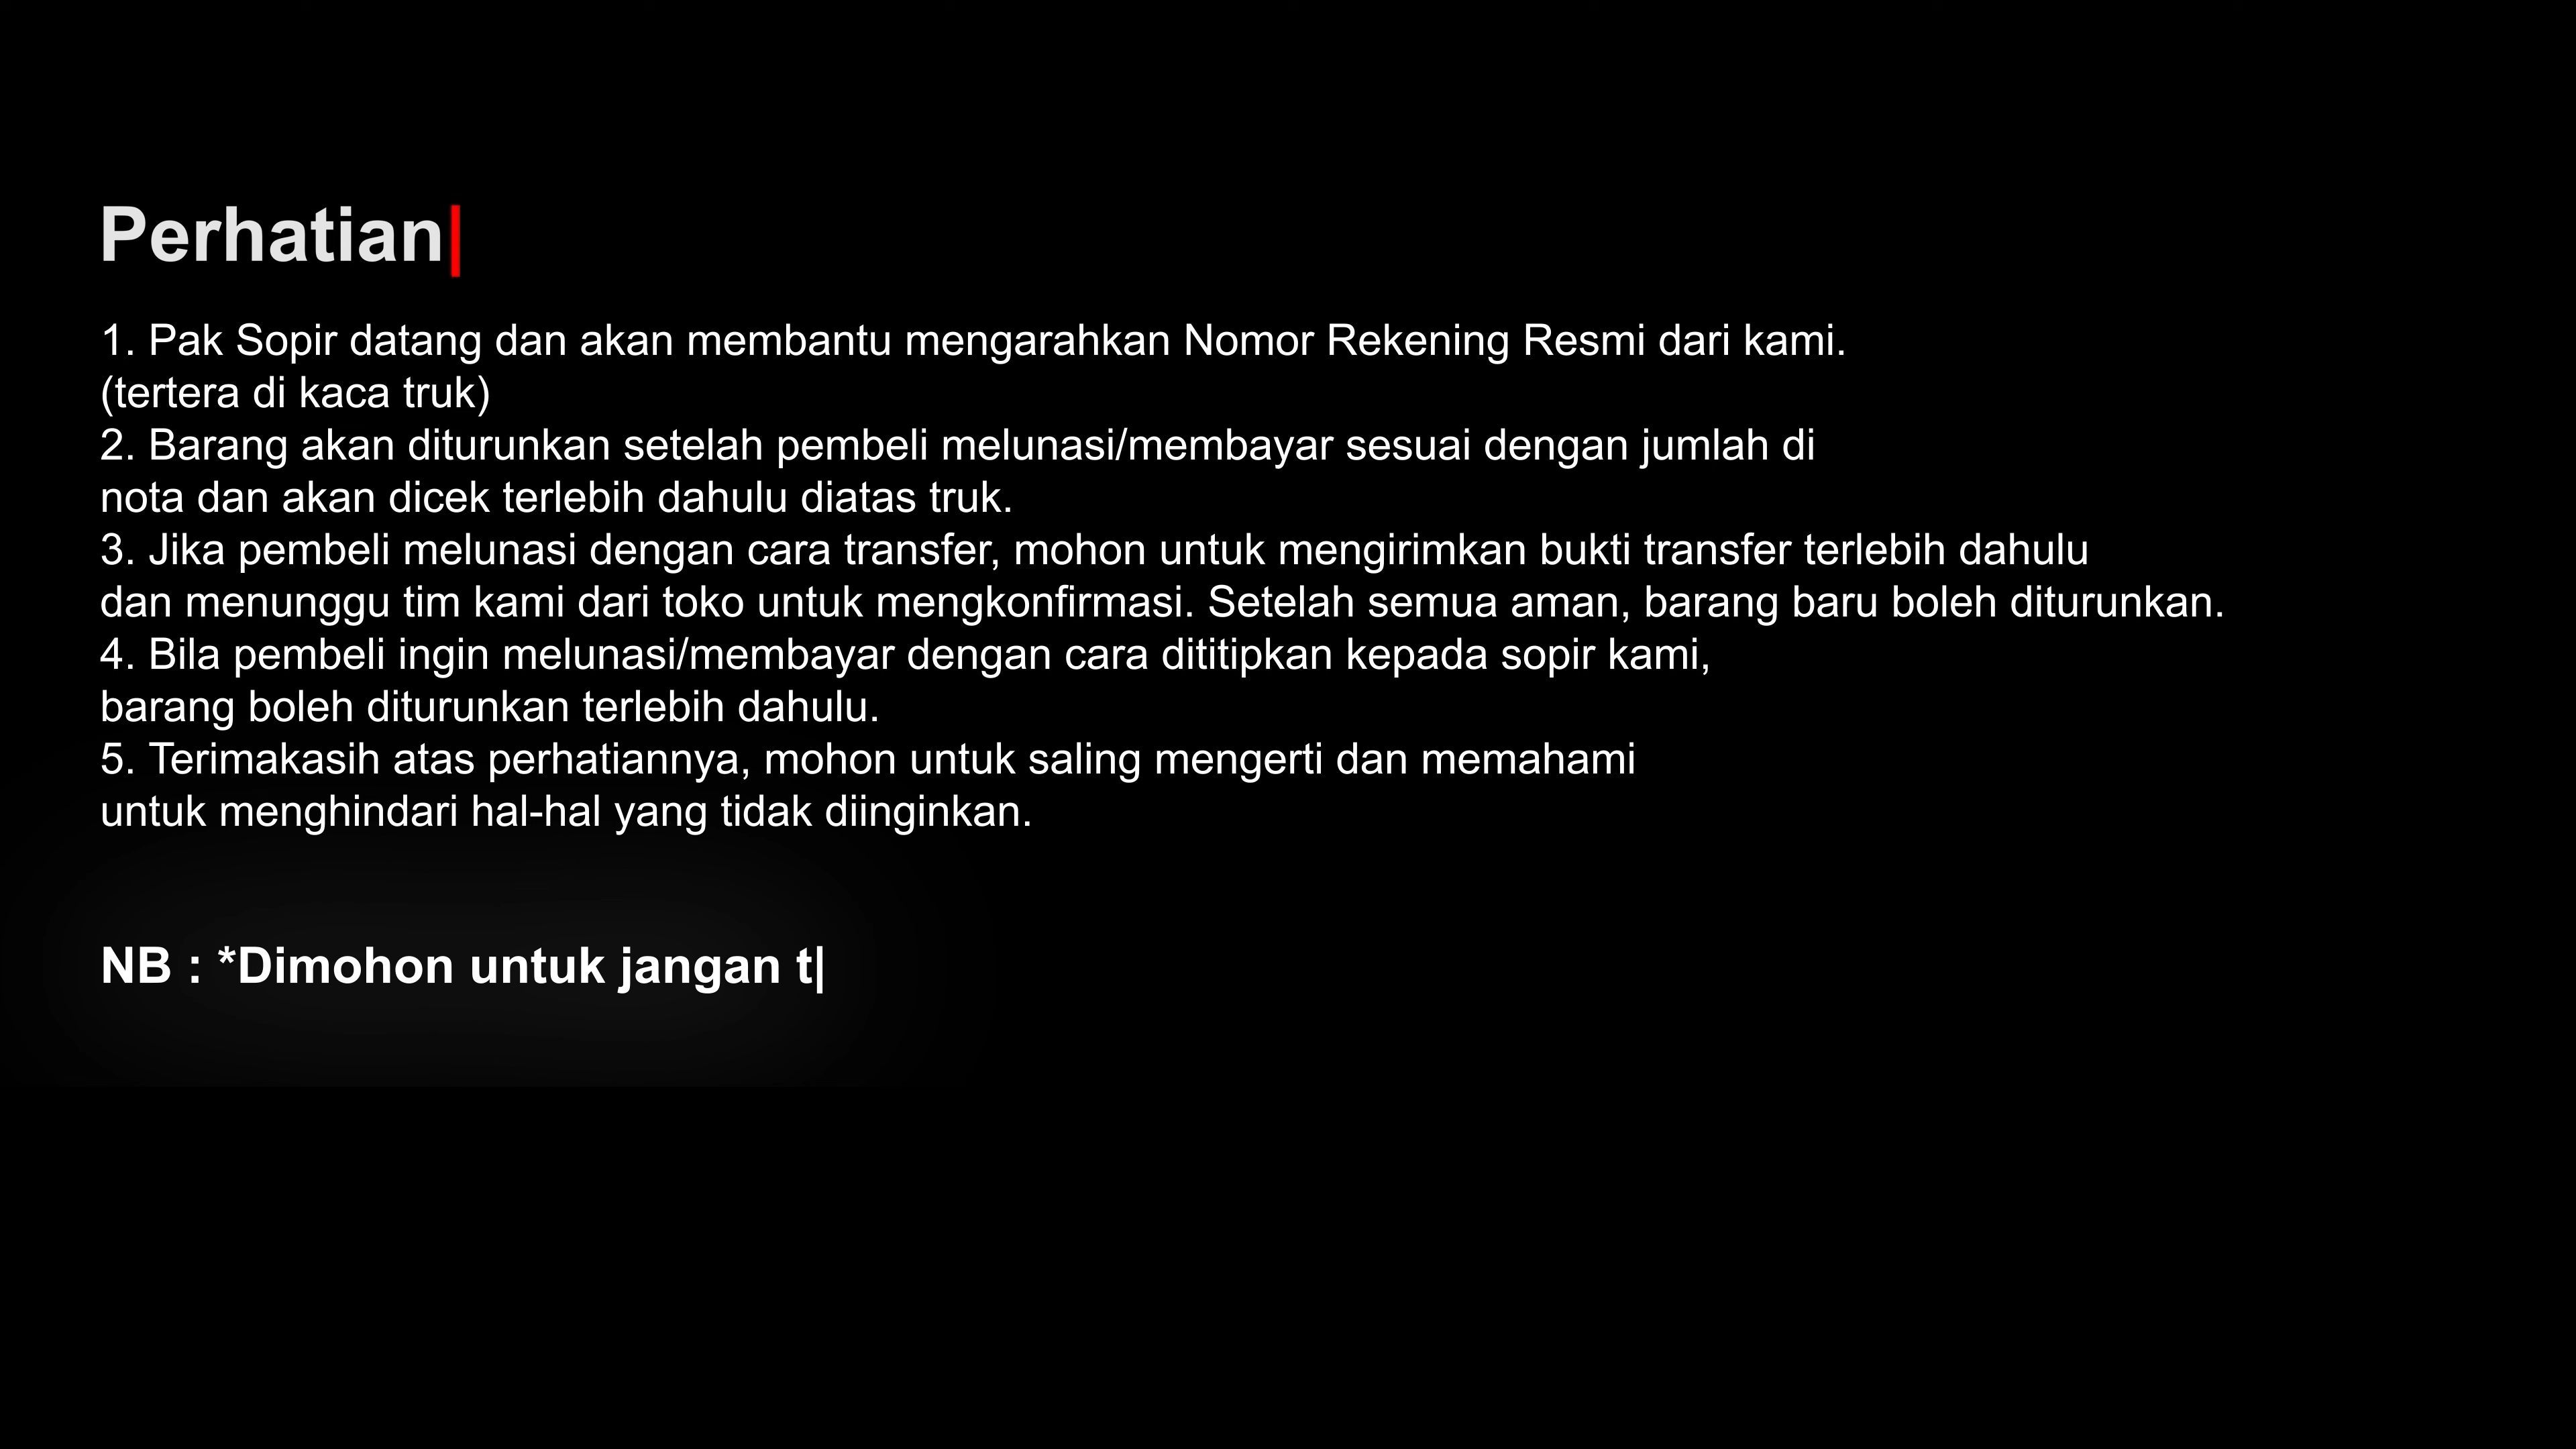 Perhatian|
1. Pak Sopir datang dan akan membantu mengarahkan Nomor Rekening Resmi dari kami.
(tertera di kaca truk)
2. Barang akan diturunkan setelah pembeli melunasi/membayar sesuai dengan jumlah di
nota dan akan dicek terlebih dahulu diatas truk.
3. Jika pembeli melunasi dengan cara transfer, mohon untuk mengirimkan bukti transfer terlebih dahulu
dan menunggu tim kami dari toko untuk mengkonfirmasi. Setelah semua aman, barang baru boleh diturunkan.
4. Bila pembeli ingin melunasi/membayar dengan cara dititipkan kepada sopir kami,
barang boleh diturunkan terlebih dahulu.
5. Terimakasih atas perhatiannya, mohon untuk saling mengerti dan memahami
untuk menghindari hal-hal yang tidak diinginkan.
NB : *Dimohon untuk jangan t|